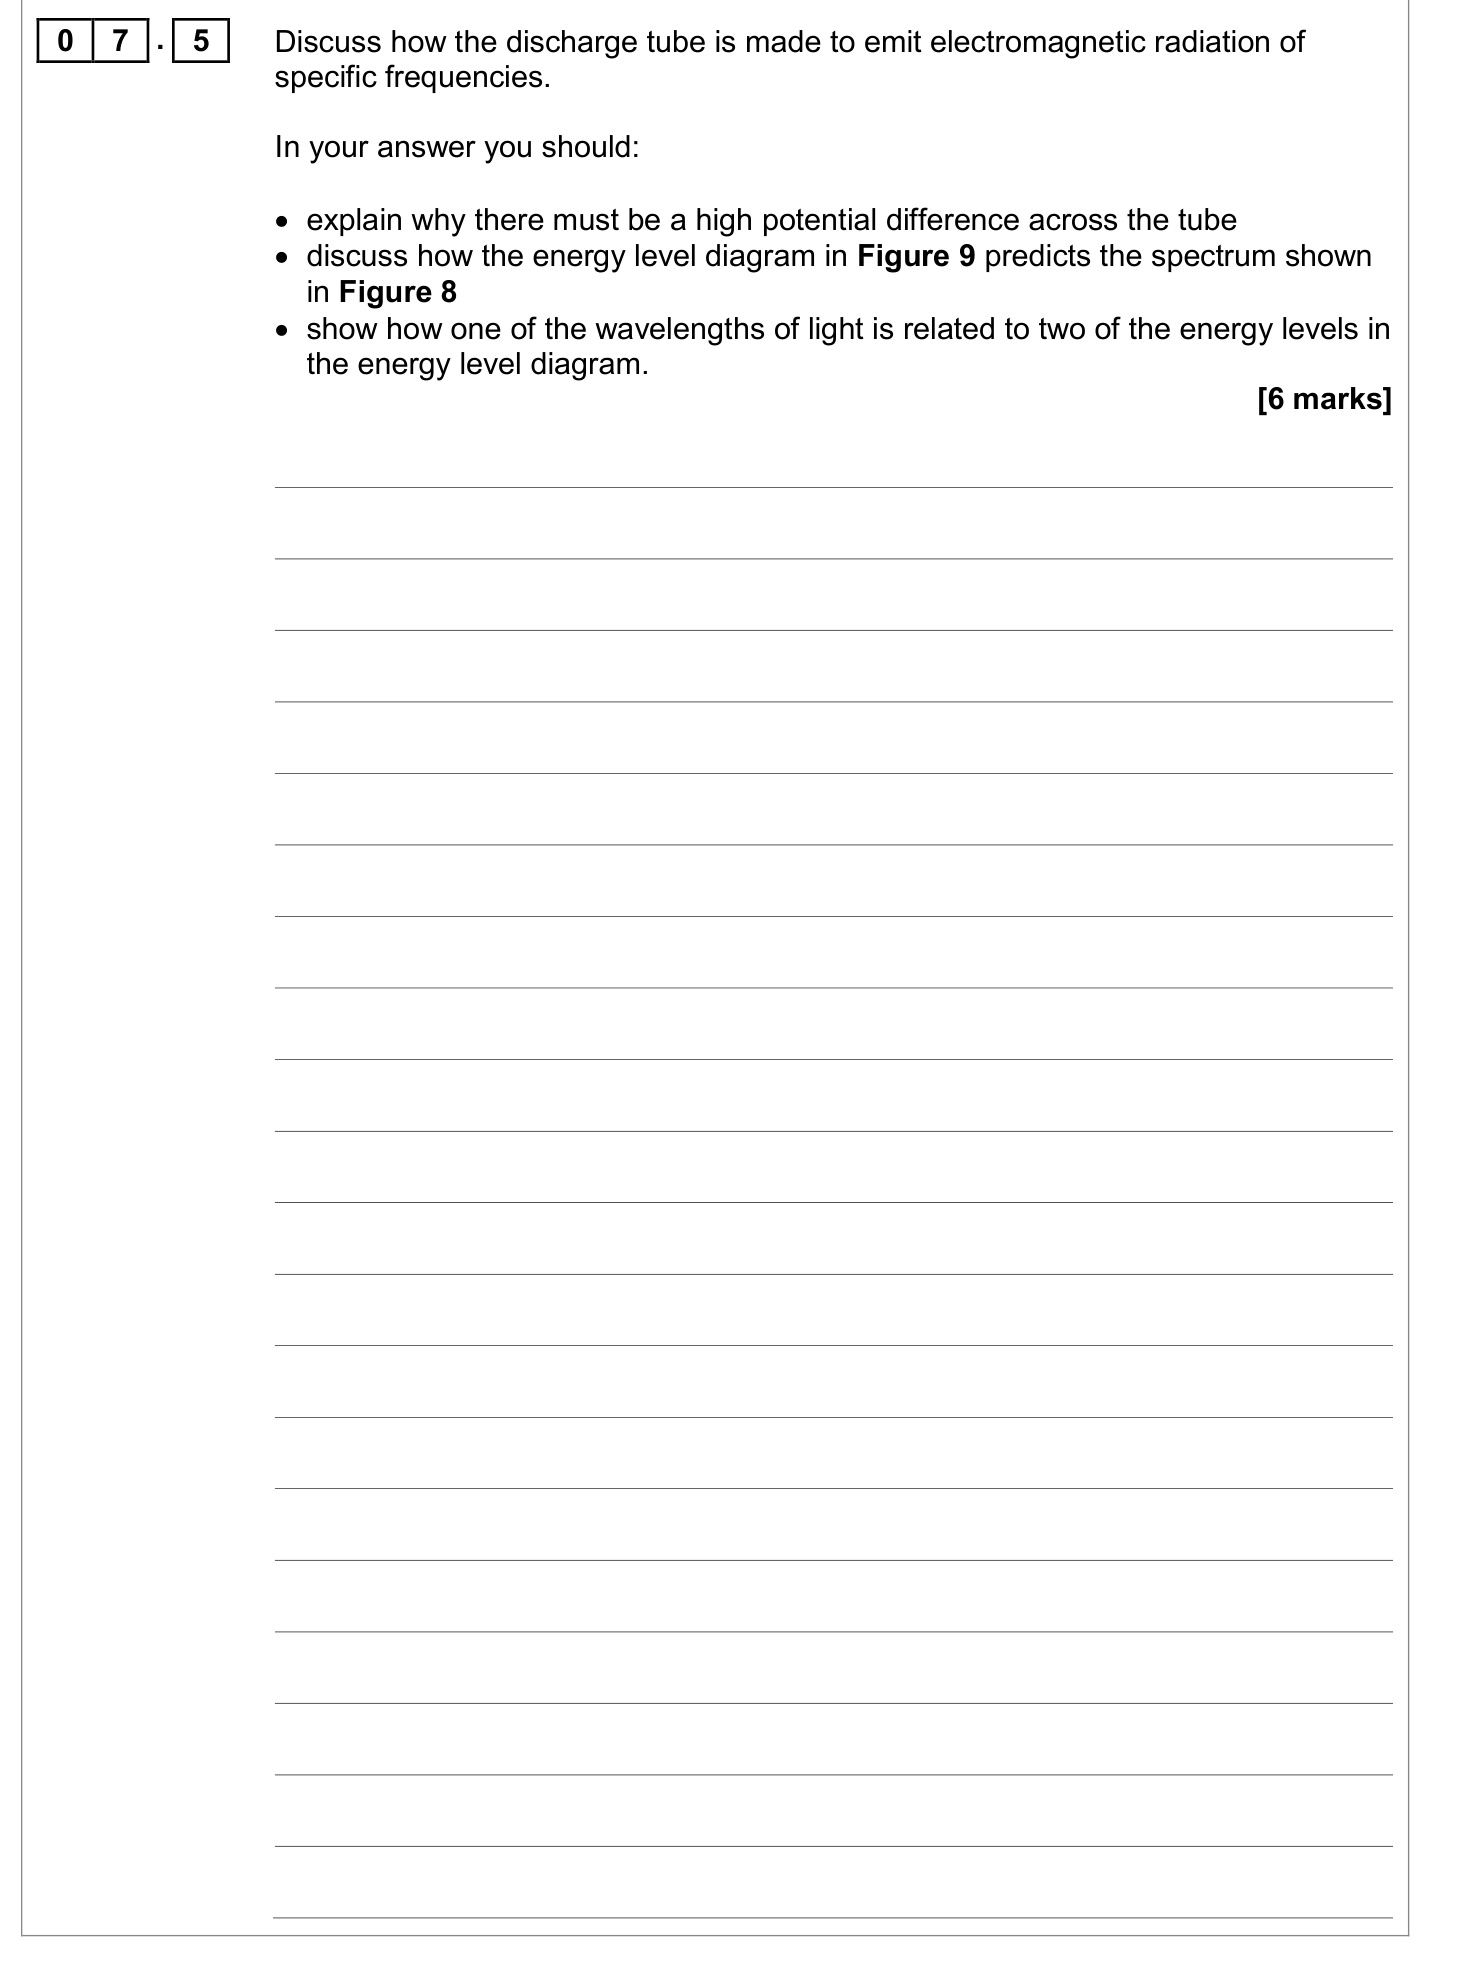 0 7 . 5 Discuss how the discharge tube is made to emit electromagnetic radiation of
specific frequencies.
In your answer you should:
• explain why there must be a high potential difference across the tube
• discuss how the energy level diagram in Figure 9 predicts the spectrum shown
in Figure 8
• show how one of the wavelengths of light is related to two of the energy levels in
the energy level diagram.
[6 marks]